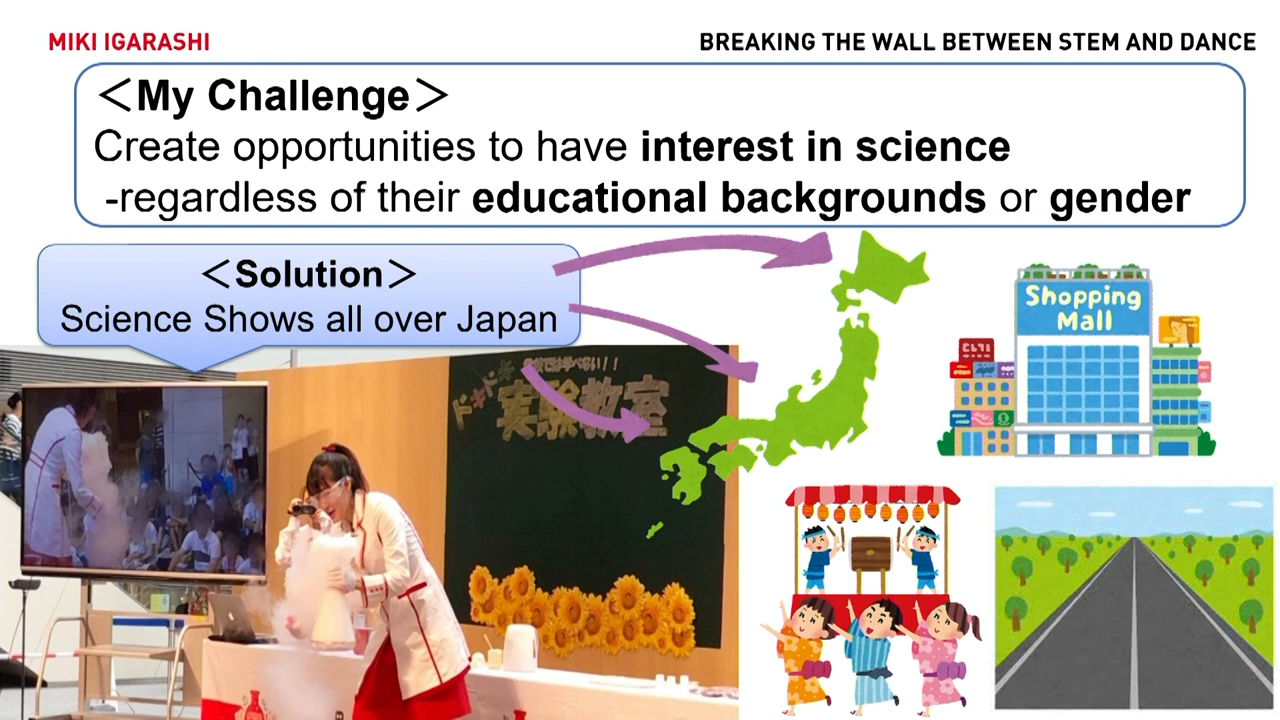 MIKI IGARASHI
BREAKING THE WALL BETWEEN STEM AND DANCE
＜My Challenge＞
Create opportunities to have interest in science
-regardless of their educational backgrounds or gender
＜Solution＞
Science Shows all over Japan
Shopping
Mall
実験教室